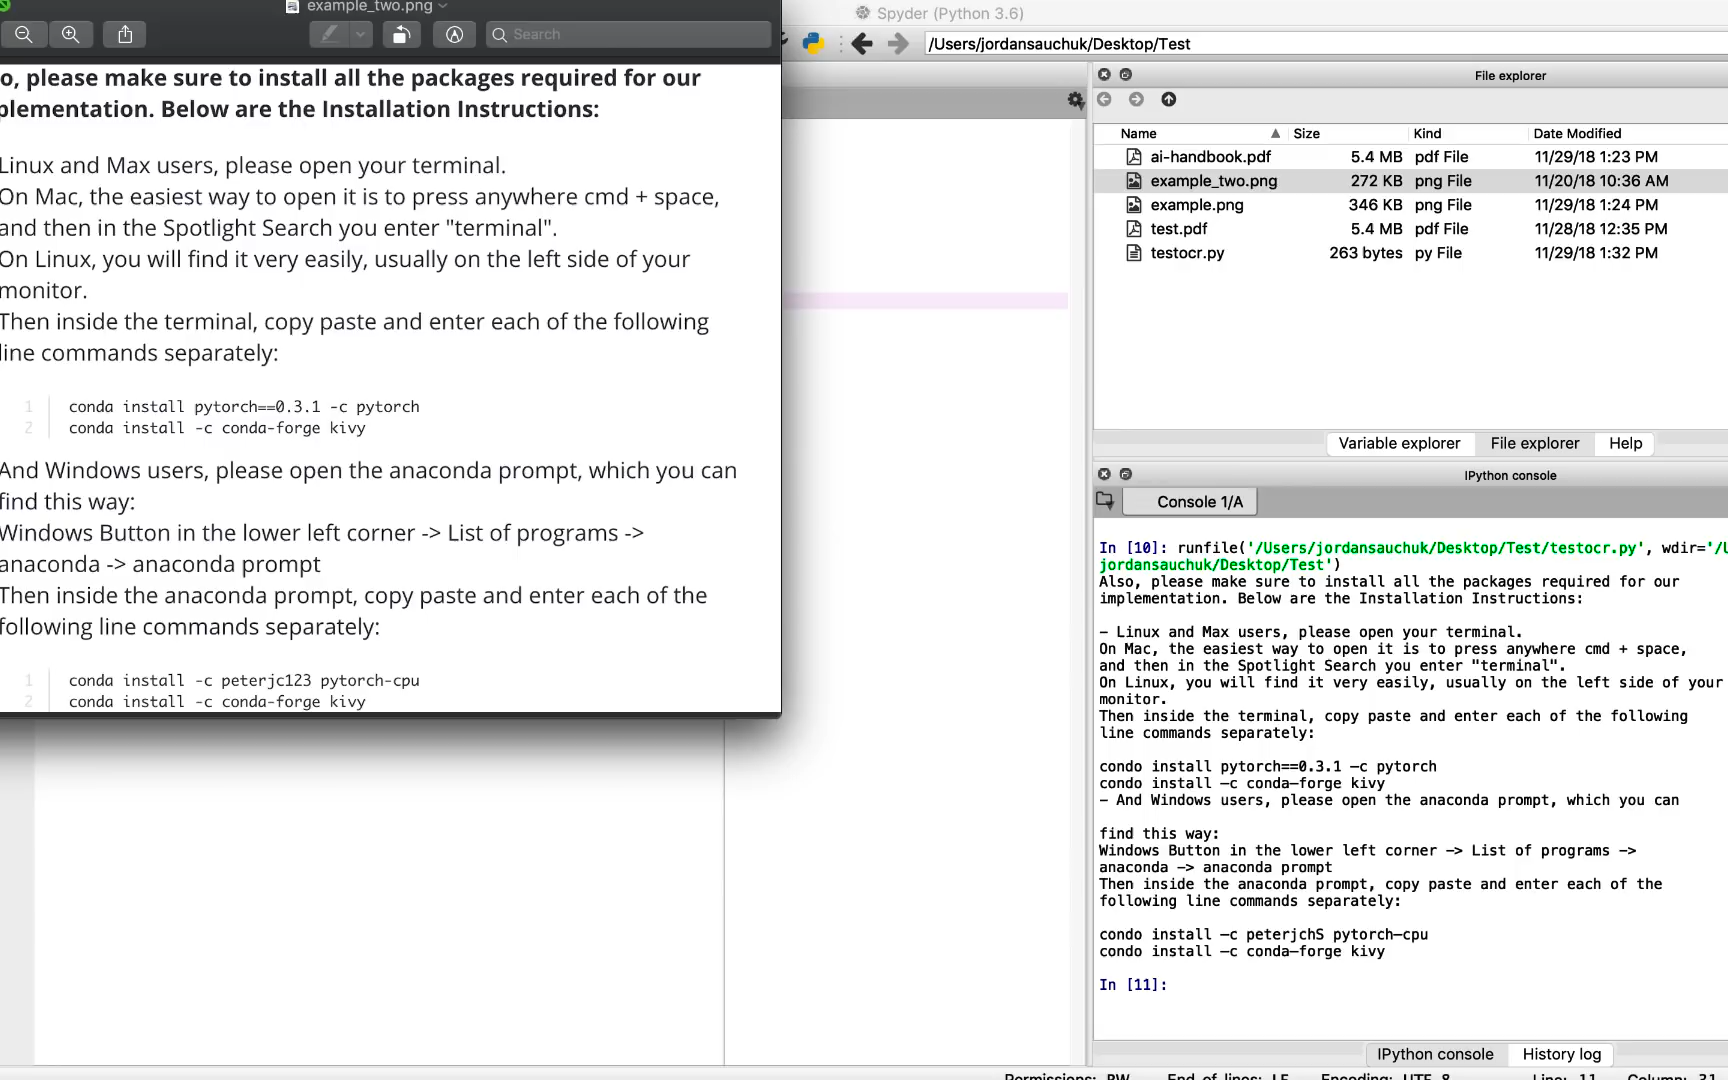 example_two.png
Search
o, please make sure to install all the packages required for our
plementation. Below are the Installation Instructions:
Linux and Max users, please open your terminal.
On Mac, the easiest way to open it is to press anywhere cmd + space,
and then in the Spotlight Search you enter "terminal".
On Linux, you will find it very easily, usually on the left side of your
monitor.
Then inside the terminal, copy paste and enter each of the following
line commands separately:
1 conda install pytorch==0.3.1 -c pytorch
2 conda install -c conda-forge kivy
And Windows users, please open the anaconda prompt, which you can
find this way:
Windows Button in the lower left corner -> List of programs ->
anaconda -> anaconda prompt
Then inside the anaconda prompt, copy paste and enter each of the
following line commands separately:
1 conda install -c peterjc123 pytorch-cpu
2 conda install -c conda-forge kivy
Spyder (Python 3.6)
/Users/jordansauchuk/Desktop/Test
File explorer
Name Size Kind Date Modified
ai-handbook.pdf 5.4 MB pdf File 11/29/18 1:23 PM
example_two.png 272 KB png File 11/20/18 10:36 AM
example.png 346 KB png File 11/29/18 1:24 PM
test.pdf 5.4 MB pdf File 11/28/18 12:35 PM
testocr.py 263 bytes py File 11/29/18 1:32 PM
Variable explorer File explorer Help
IPython console
Console 1/A
In [10]: runfile('/Users/jordansauchuk/Desktop/Test/testocr.py', wdir='/U
jordansauchuk/Desktop/Test')
Also, please make sure to install all the packages required for our
implementation. Below are the Installation Instructions:
— Linux and Max users, please open your terminal.
On Mac, the easiest way to open it is to press anywhere cmd + space,
and then in the Spotlight Search you enter "terminal".
On Linux, you will find it very easily, usually on the left side of your
monitor.
Then inside the terminal, copy paste and enter each of the following
line commands separately:
condo install pytorch==0.3.1 —c pytorch
condo install —c conda—forge kivy
— And Windows users, please open the anaconda prompt, which you can
find this way:
Windows Button in the lower left corner —> List of programs —>
anaconda —> anaconda prompt
Then inside the anaconda prompt, copy paste and enter each of the
following line commands separately:
condo install —c peterjchS pytorch—cpu
condo install —c conda—forge kivy
In [11]:
IPython console History log
Permissions: RW End of lines: LF Encoding: UTF-8 Line: 11 Column: 31